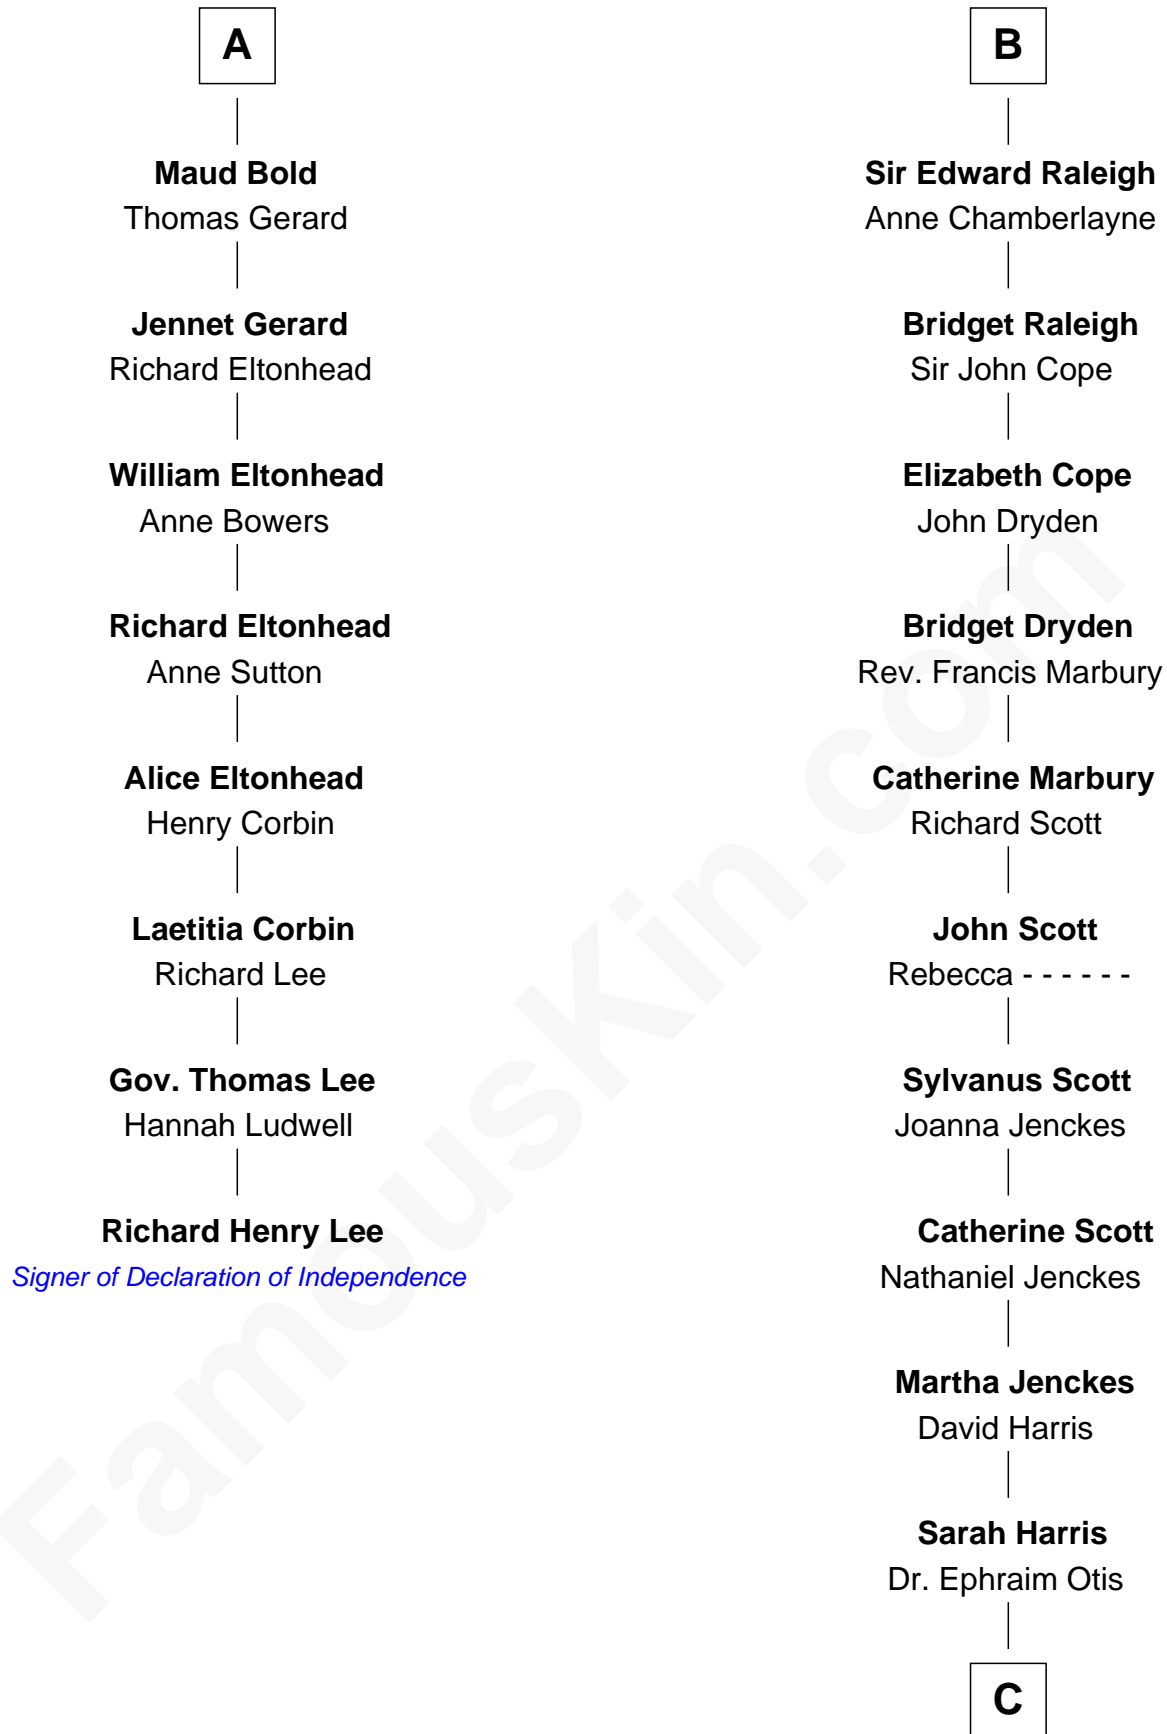 A
Maud Bold
Thomas Gerard
Jennet Gerard
Richard Eltonhead
William Eltonhead
Anne Bowers
Richard Eltonhead
Anne Sutton
Alice Eltonhead
Henry Corbin
Laetitia Corbin
Richard Lee
Gov. Thomas Lee
Hannah Ludwell
Richard Henry Lee
Signer of Declaration of Independence
B
Sir Edward Raleigh
Anne Chamberlayne
Bridget Raleigh
Sir John Cope
Elizabeth Cope
John Dryden
Bridget Dryden
Rev. Francis Marbury
Catherine Marbury
Richard Scott
John Scott
Rebecca - - - - - -
Sylvanus Scott
Joanna Jenckes
Catherine Scott
Nathaniel Jenckes
Martha Jenckes
David Harris
Sarah Harris
Dr. Ephraim Otis
C
FamousKin.com